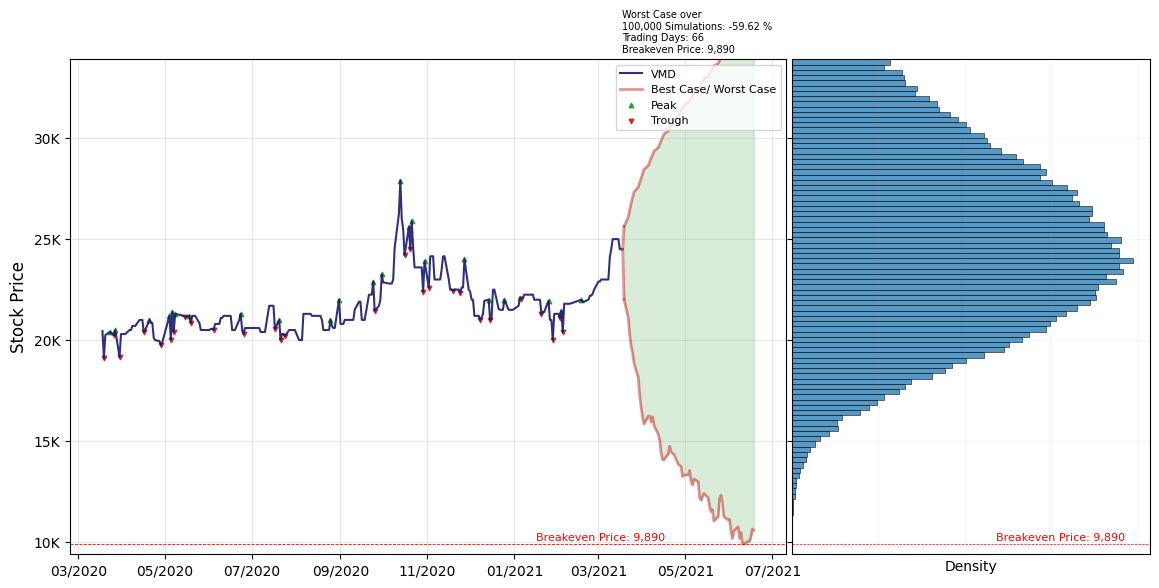 Worst Case over
100,000 Simulations: -59.62 %
Trading Days: 66
Breakeven Price: 9,890
VMD
Best Case/ Worst Case
Peak
Trough
Stock Price
30K
25K
20K
15K
10K
Breakeven Price: 9,890
Breakeven Price: 9,890
03/2020
05/2020
07/2020
09/2020
11/2020
01/2021
03/2021
05/2021
07/2021
Density